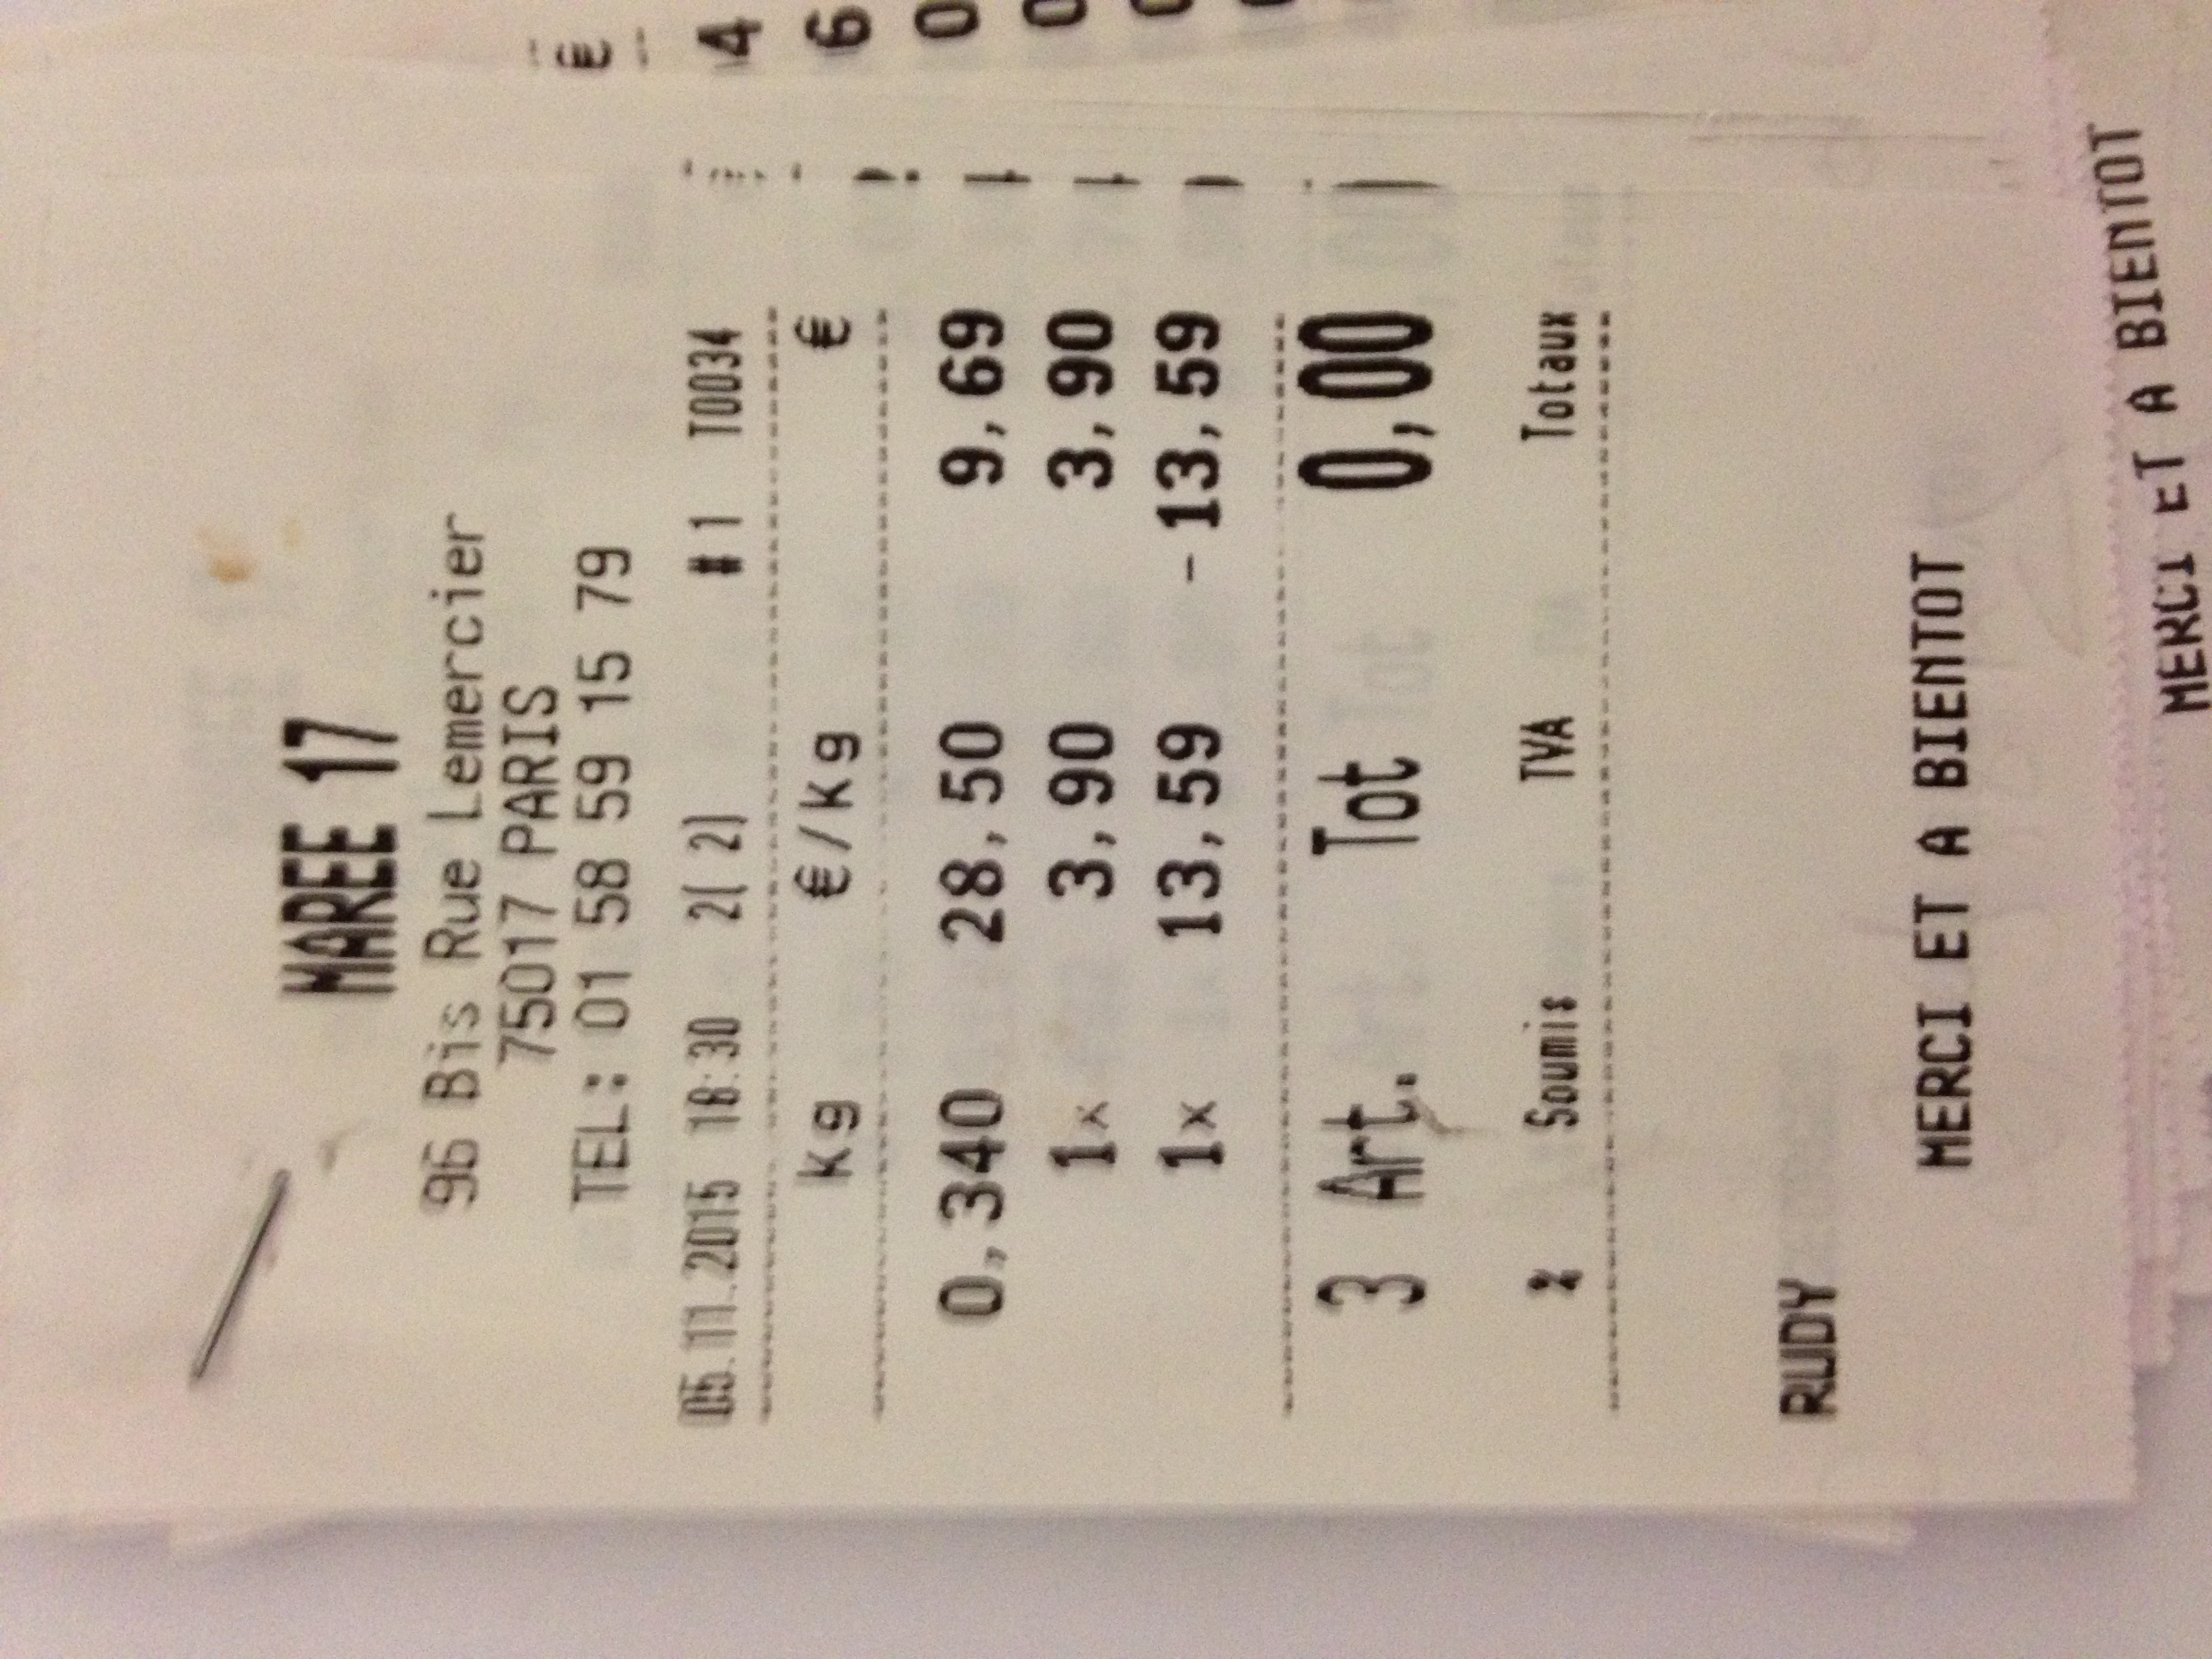 MAREE 17
96 Bis Rue Lemercier
75017 PARIS
TEL: 01 58 59 15 79
05.11.2015 18:30 2( 2) # 1 T0034
kg €/kg €
0,340 28,50 9,69
1x 3,90 3,90
1x 13,59 -13,59
3 Art. Tot 0,00
% Soumis TVA Totaux
RUDY
MERCI ET A BIENTOT
MERCI ET A BIENTOT
€
4
6
0
0